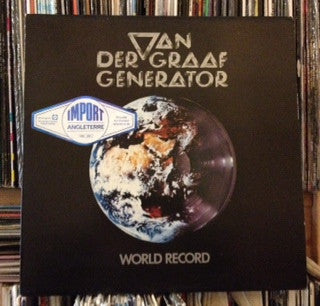 VAN
DER GRAAF
GENERATOR
IMPORT
ANGLETERRE
WORLD RECORD